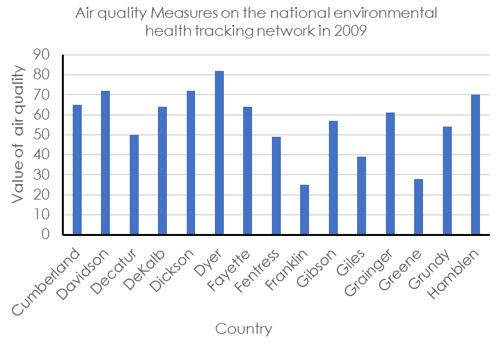 Air quality Measures on the national environmental
health tracking network in 2009
Value of air quality
90
80
70
60
50
40
30
20
10
0
Cumberland
Davidson
Decatur
DeKalb
Dickson
Dyer
Fayette
Fentress
Franklin
Gibson
Giles
Grainger
Greene
Grundy
Hamblen
Country